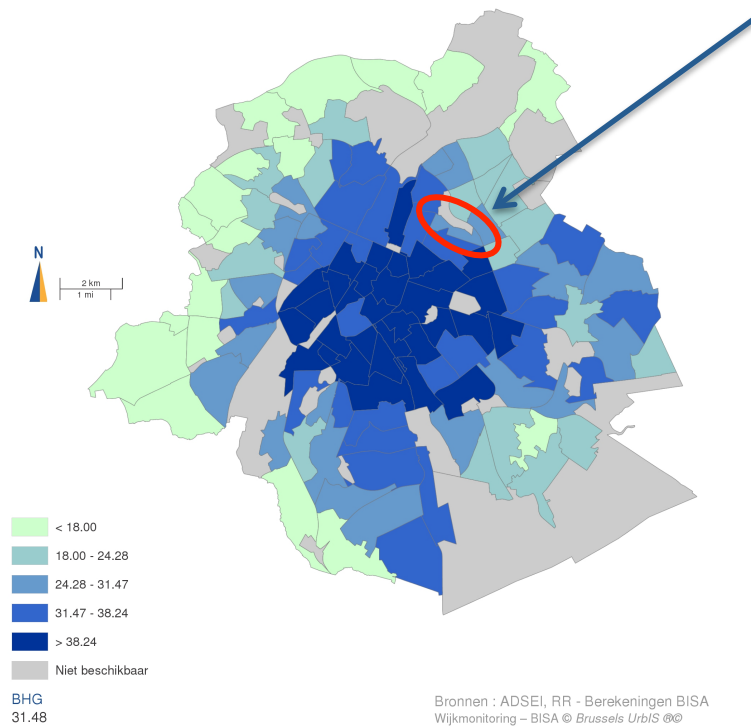 N
2 km
1 mi
< 18.00
18.00 - 24.28
24.28 - 31.47
31.47 - 38.24
> 38.24
Niet beschikbaar
BHG
31.48
Bronnen : ADSEI, RR - Berekeningen BISA
Wijkmonitoring – BISA © Brussels UrbIS ®©